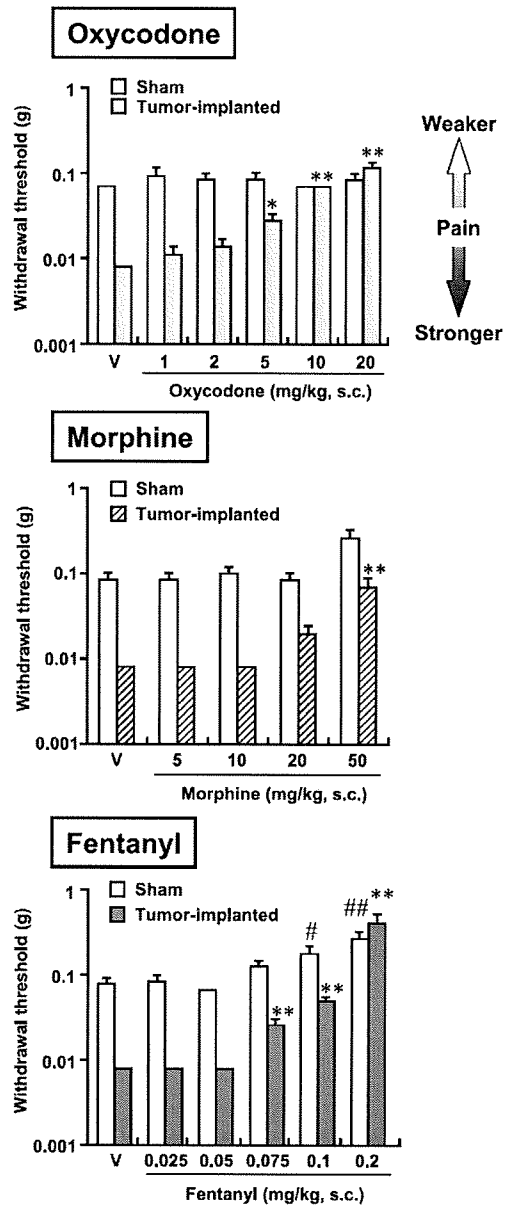 Oxycodone
Sham
Tumor-implanted
Withdrawal threshold (g)
1
0.1
0.01
0.001
*
**
**
V 1 2 5 10 20
Oxycodone (mg/kg, s.c.)
Weaker
Pain
Stronger
Morphine
Sham
Tumor-implanted
Withdrawal threshold (g)
1
0.1
0.01
0.001
**
V 5 10 20 50
Morphine (mg/kg, s.c.)
Fentanyl
Sham
Tumor-implanted
Withdrawal threshold (g)
1
0.1
0.01
0.001
**
#
**
##
**
V 0.025 0.05 0.075 0.1 0.2
Fentanyl (mg/kg, s.c.)